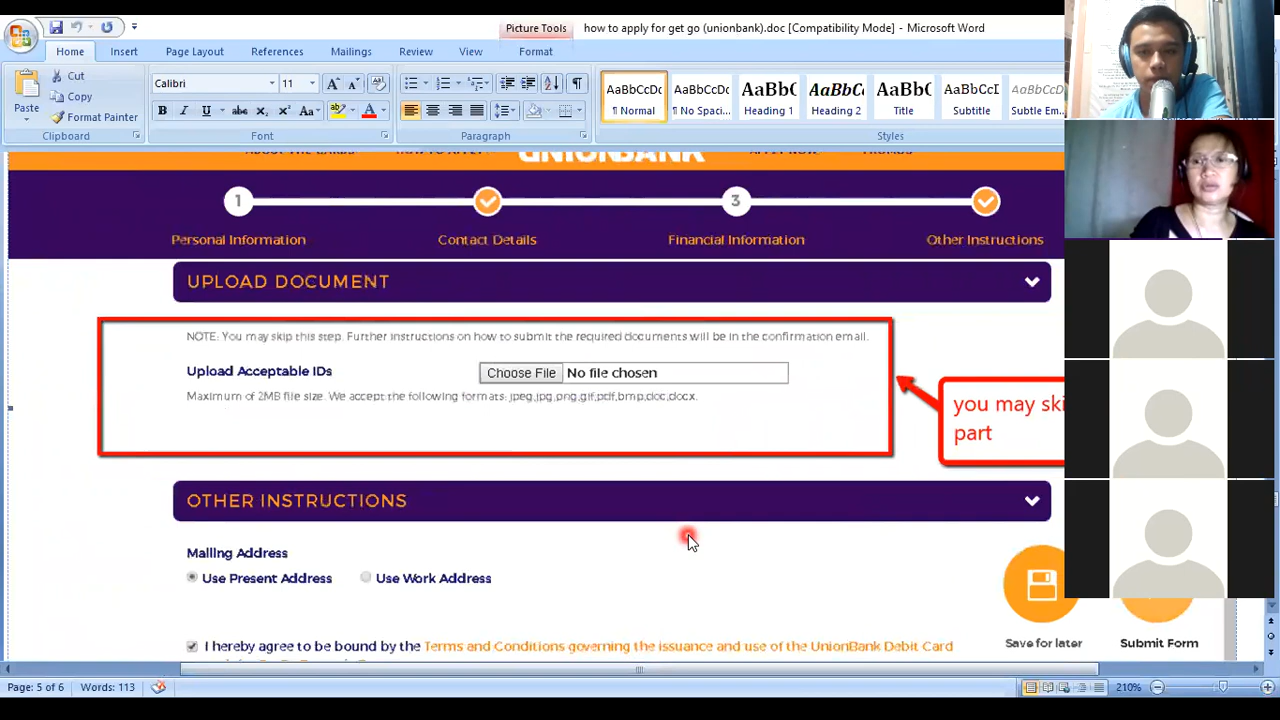 Picture Tools
how to apply for get go (unionbank).doc [Compatibility Mode] - Microsoft Word
Home Insert Page Layout References Mailings Review View Format
Paste
Cut
Copy
Format Painter
Clipboard
Calibri 11
Font
Paragraph
AaBbCcDc AaBbCcDc AaBbC AaBbCc AaBbC AaBbCc AaBbCcDc
¶ Normal ¶ No Spaci... Heading 1 Heading 2 Title Subtitle Subtle Em...
Styles
UNIONBANK
1 3
Personal Information Contact Details Financial Information Other Instructions
UPLOAD DOCUMENT
NOTE: You may skip this step. Further instructions on how to submit the required documents will be in the confirmation email.
Upload Acceptable IDs Choose File No file chosen
Maximum of 2MB file size. We accept the following formats: jpeg,jpg,png,gif,pdf,bmp,doc,docx.
you may ski
part
OTHER INSTRUCTIONS
Mailing Address
Use Present Address Use Work Address
Save for later Submit Form
I hereby agree to be bound by the Terms and Conditions governing the issuance and use of the UnionBank Debit Card
Page: 5 of 6 Words: 113 210%